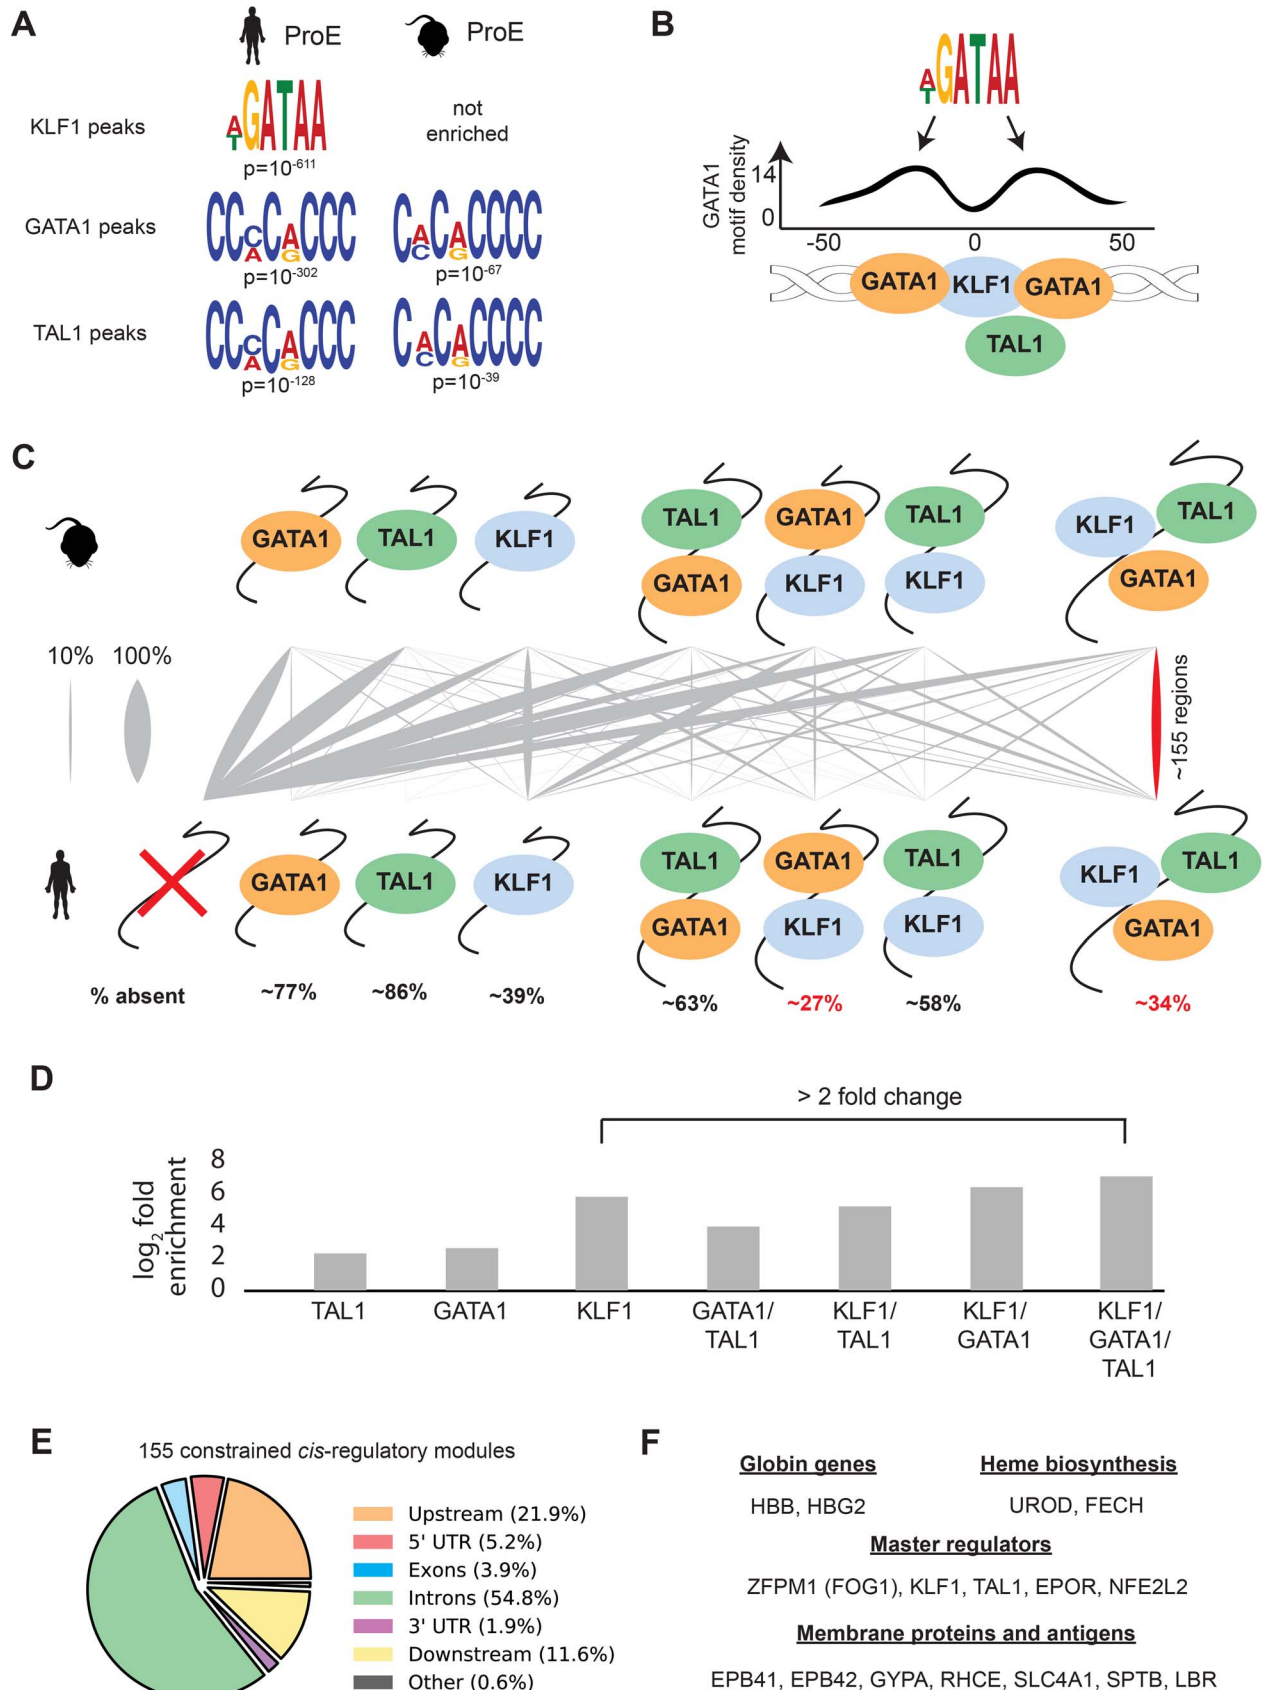 A
ProE
ProE
KLF1 peaks
ATGATAA
not
enriched
p=10-611
GATA1 peaks
CCCACAGCCC
CACCAGCCCC
p=10-302
p=10-67
TAL1 peaks
CCCACAGCCC
CACCAGCCCC
p=10-128
p=10-39
B
ATGATAA
GATA1
motif density
14
0
-50
0
50
GATA1
KLF1
GATA1
TAL1
C
GATA1
TAL1
KLF1
TAL1
GATA1
GATA1
KLF1
TAL1
KLF1
KLF1
TAL1
GATA1
10%
100%
~155 regions
GATA1
TAL1
KLF1
TAL1
GATA1
GATA1
KLF1
TAL1
KLF1
KLF1
TAL1
GATA1
% absent
~77%
~86%
~39%
~63%
~27%
~58%
~34%
D
> 2 fold change
log2 fold
enrichment
8
6
4
2
0
TAL1
GATA1
KLF1
GATA1/
TAL1
KLF1/
TAL1
KLF1/
GATA1
KLF1/
GATA1/
TAL1
E
155 constrained cis-regulatory modules
Upstream (21.9%)
5' UTR (5.2%)
Exons (3.9%)
Introns (54.8%)
3' UTR (1.9%)
Downstream (11.6%)
Other (0.6%)
F
Globin genes
HBB, HBG2
Heme biosynthesis
UROD, FECH
Master regulators
ZFPM1 (FOG1), KLF1, TAL1, EPOR, NFE2L2
Membrane proteins and antigens
EPB41, EPB42, GYPA, RHCE, SLC4A1, SPTB, LBR